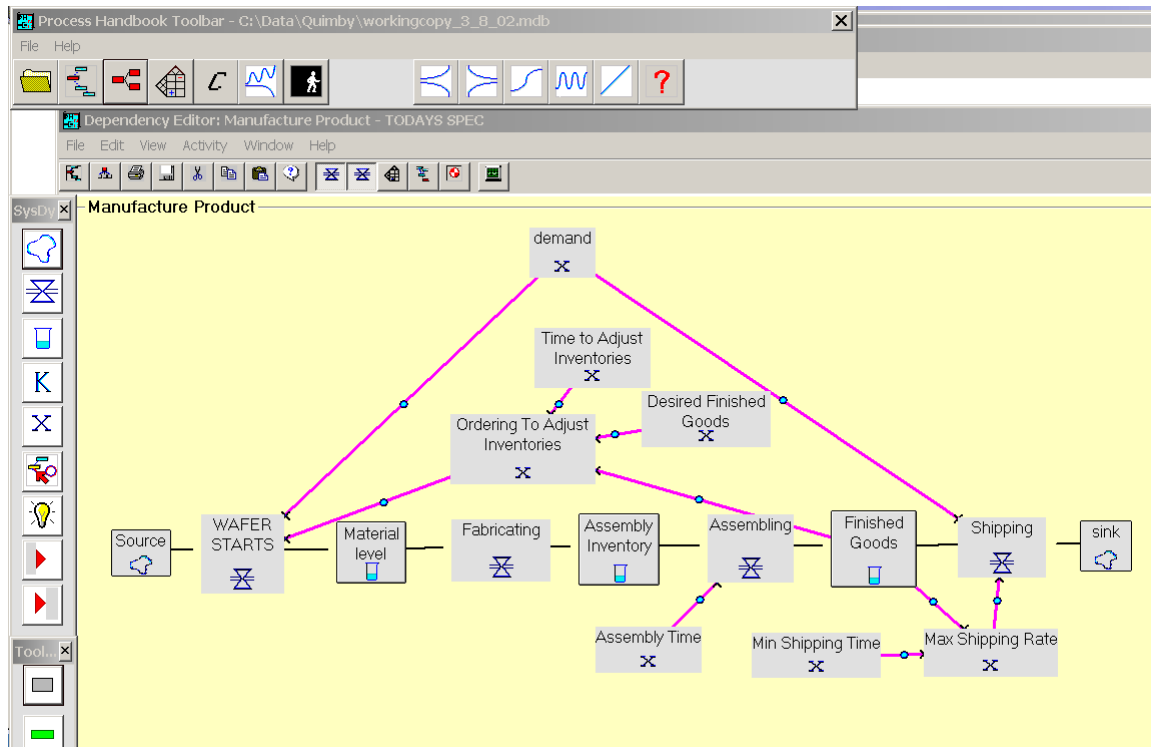 Process Handbook Toolbar - C:\Data\Quimby\workingcopy_3_8_02.mdb
File Help
C
?
Dependency Editor: Manufacture Product - TODAYS SPEC
File Edit View Activity Window Help
SysDy
Manufacture Product
demand
Time to Adjust
Inventories
Desired Finished
Goods
Ordering To Adjust
Inventories
K
X
WAFER
STARTS
Source
Material
level
Fabricating
Assembly
Inventory
Assembling
Finished
Goods
Shipping
sink
Assembly Time
Min Shipping Time
Max Shipping Rate
Tool...